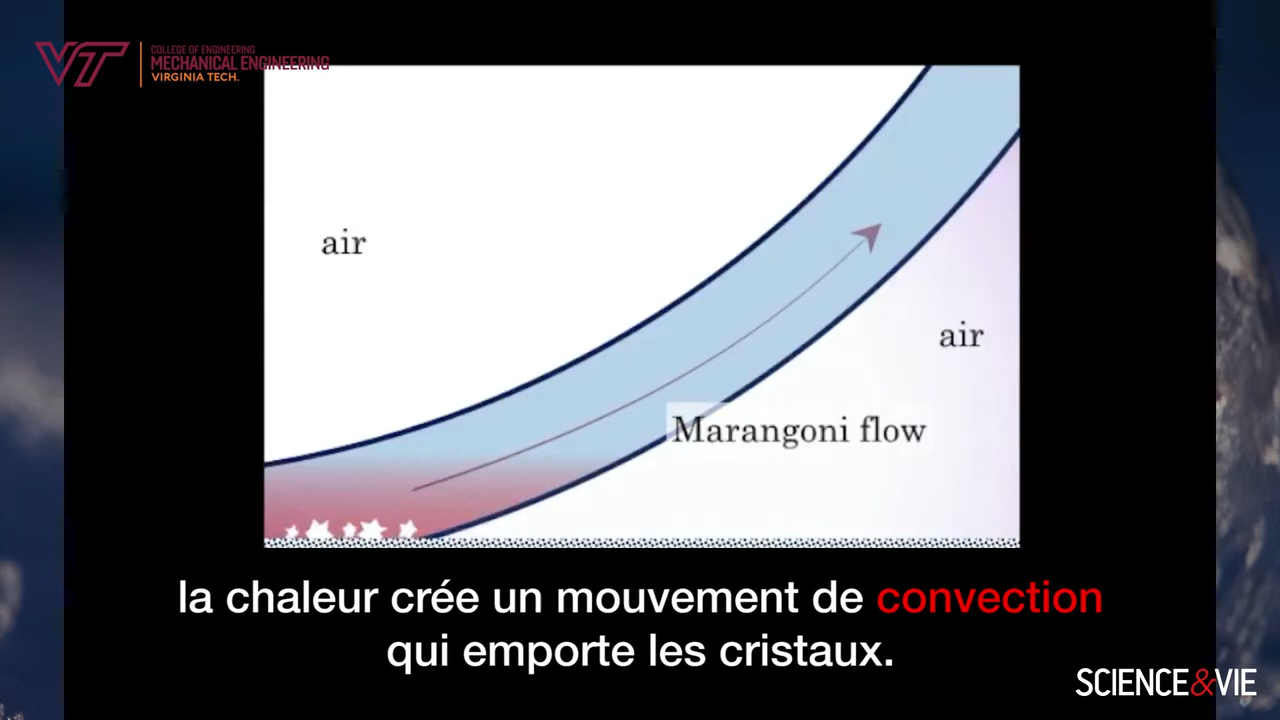 VT
COLLEGE OF ENGINEERING
MECHANICAL ENGINEERING
VIRGINIA TECH.
air
air
Marangoni flow
la chaleur crée un mouvement de convection
qui emporte les cristaux.
SCIENCE&VIE